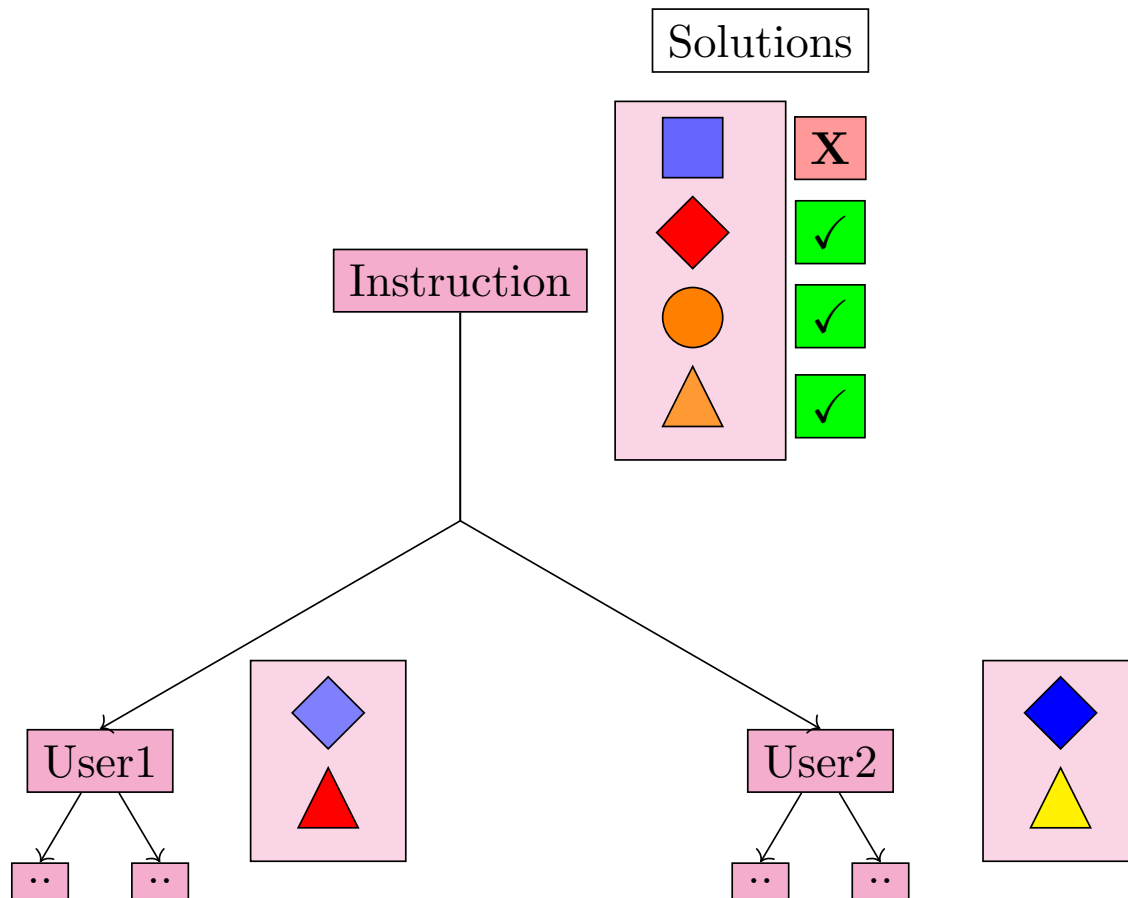 Solutions
X
✓
Instruction
✓
✓
User1
User2
..
..
..
..